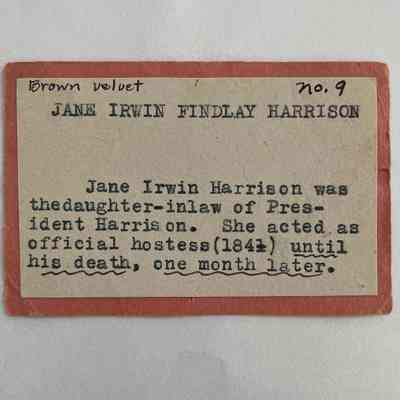 Brown velvet no. 9
JANE IRWIN FINDLAY HARRISON
Jane Irwin Harrison was
thedaughter-inlaw of Pres-
ident Harrison. She acted as
official hostess(1841) until
his death, one month later.